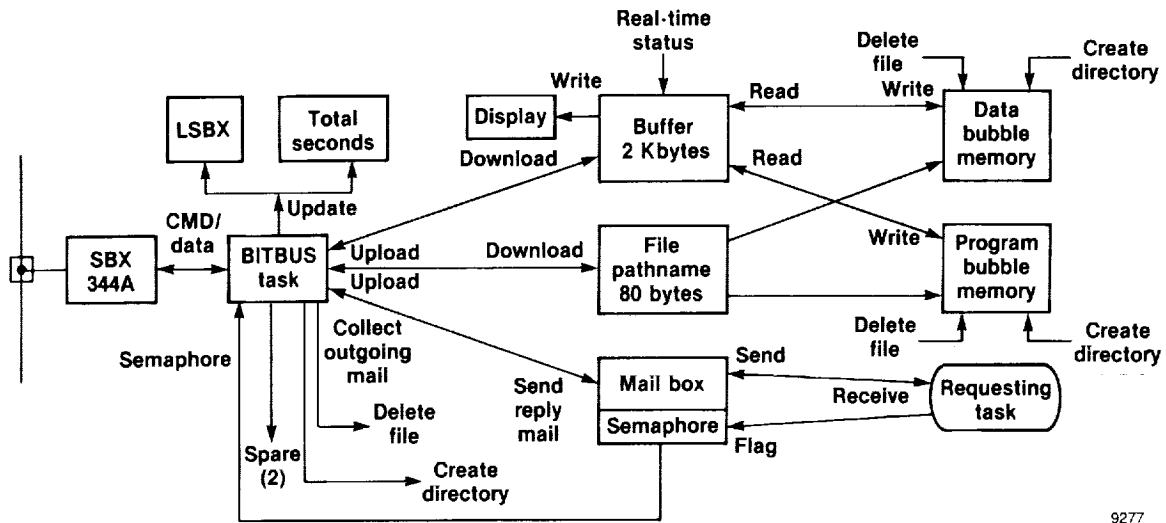 Real-time
status
Delete
file
Create
directory
Write
Read
Write
LSBX
Total
seconds
Display
Buffer
2 Kbytes
Data
bubble
memory
Download
Read
Update
CMD/
data
SBX
344A
BITBUS
task
Upload
Download
Upload
File
pathname
80 bytes
Write
Program
bubble
memory
Delete
file
Create
directory
Semaphore
Collect
outgoing
mail
Send
reply
mail
Mail box
Semaphore
Send
Receive
Flag
Requesting
task
Delete
file
Spare
(2)
Create
directory
9277